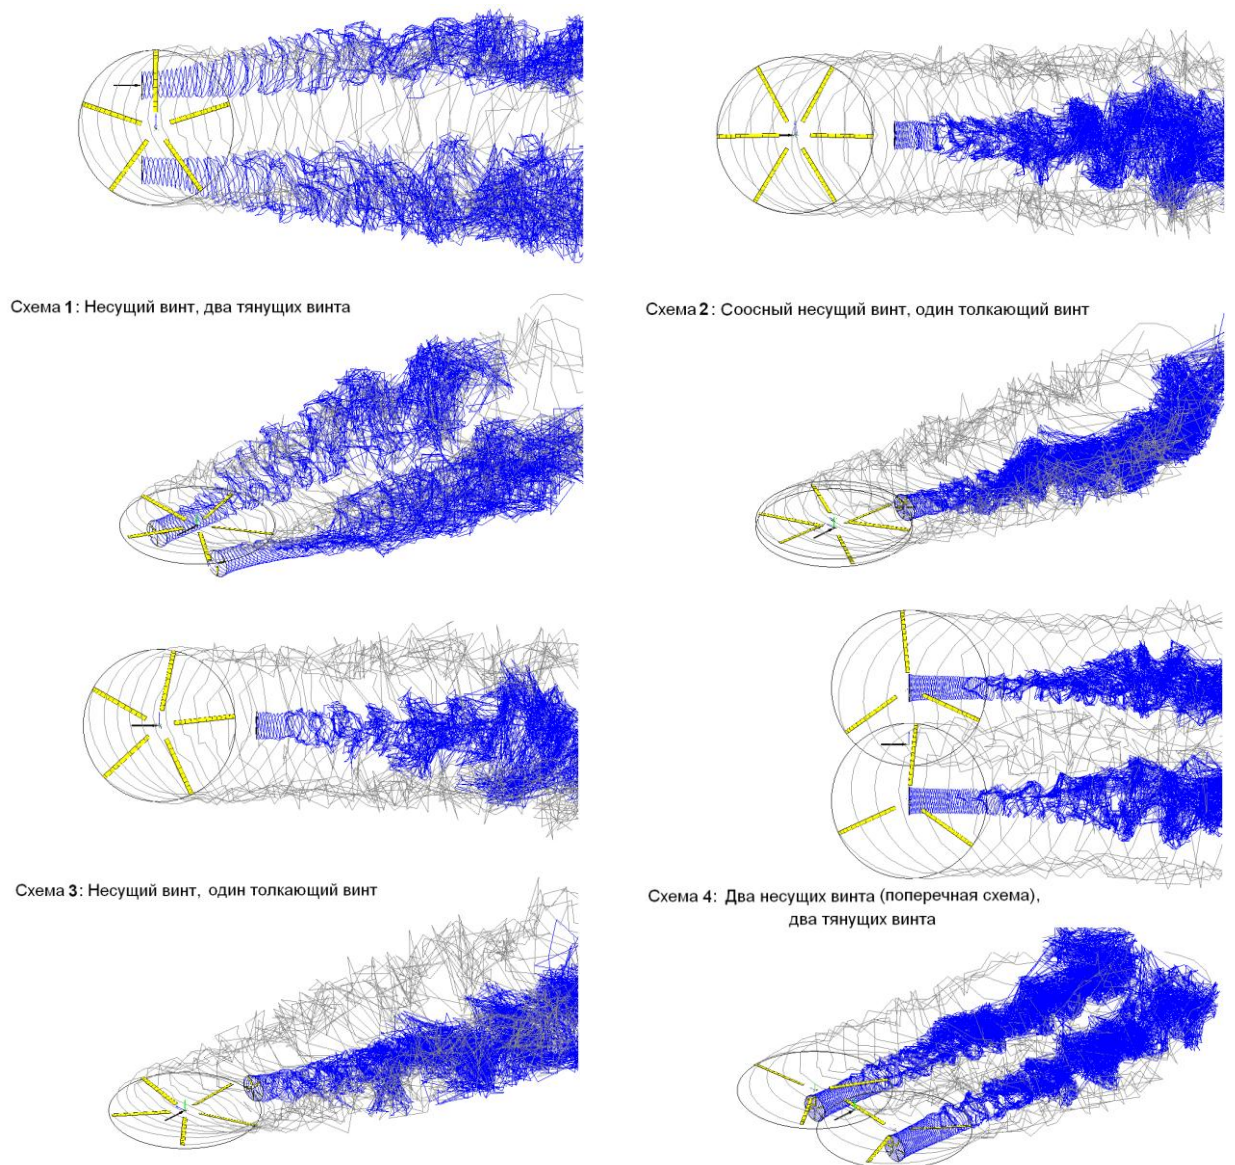 Схема 1: Несущий винт, два тянущих винта
Схема 2: Соосный несущий винт, один толкающий винт
Схема 3: Несущий винт, один толкающий винт
Схема 4: Два несущих винта (поперечная схема),
два тянущих винта